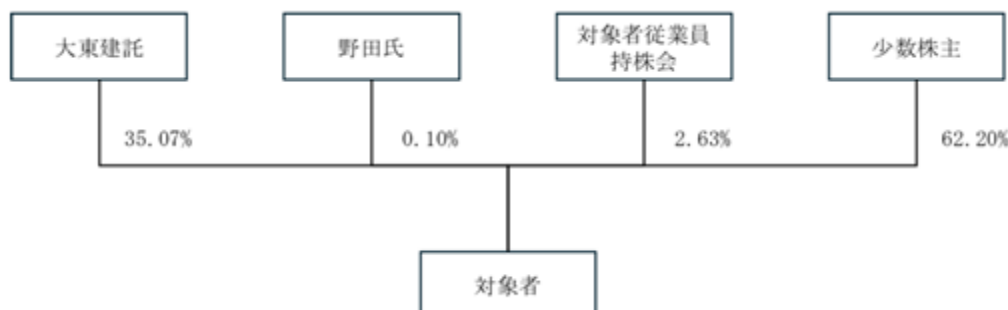 大東建託
野田氏
対象者従業員
持株会
少数株主
35.07%
0.10%
2.63%
62.20%
対象者